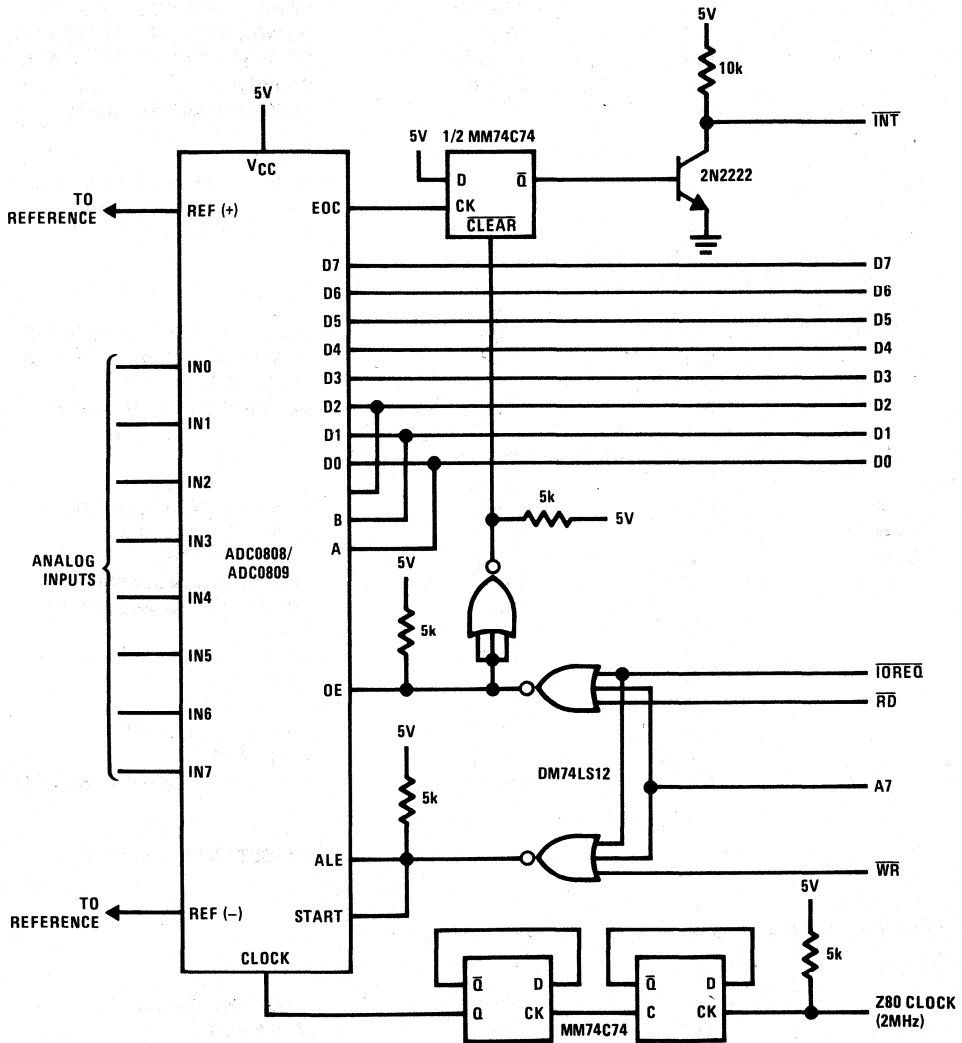 5V
10k
INT
5V
5V
1/2 MM74C74
VCC
D
Q
2N2222
TO
REFERENCE
REF (+)
EOC
CK
CLEAR
D7
D7
D6
D6
D5
D5
D4
D4
IN0
D3
D3
D2
D2
IN1
D1
D1
D0
D0
IN2
B
5k
5V
IN3
A
ANALOG
INPUTS
ADC0808/
ADC0809
5V
IN4
5k
IN5
IOREQ
OE
RD
IN6
5V
IN7
DM74LS12
A7
5k
ALE
WR
5V
TO
REFERENCE
REF (–)
START
5k
CLOCK
Q
D
Q
D
Q
CK
C
CK
Z80 CLOCK
(2MHz)
MM74C74